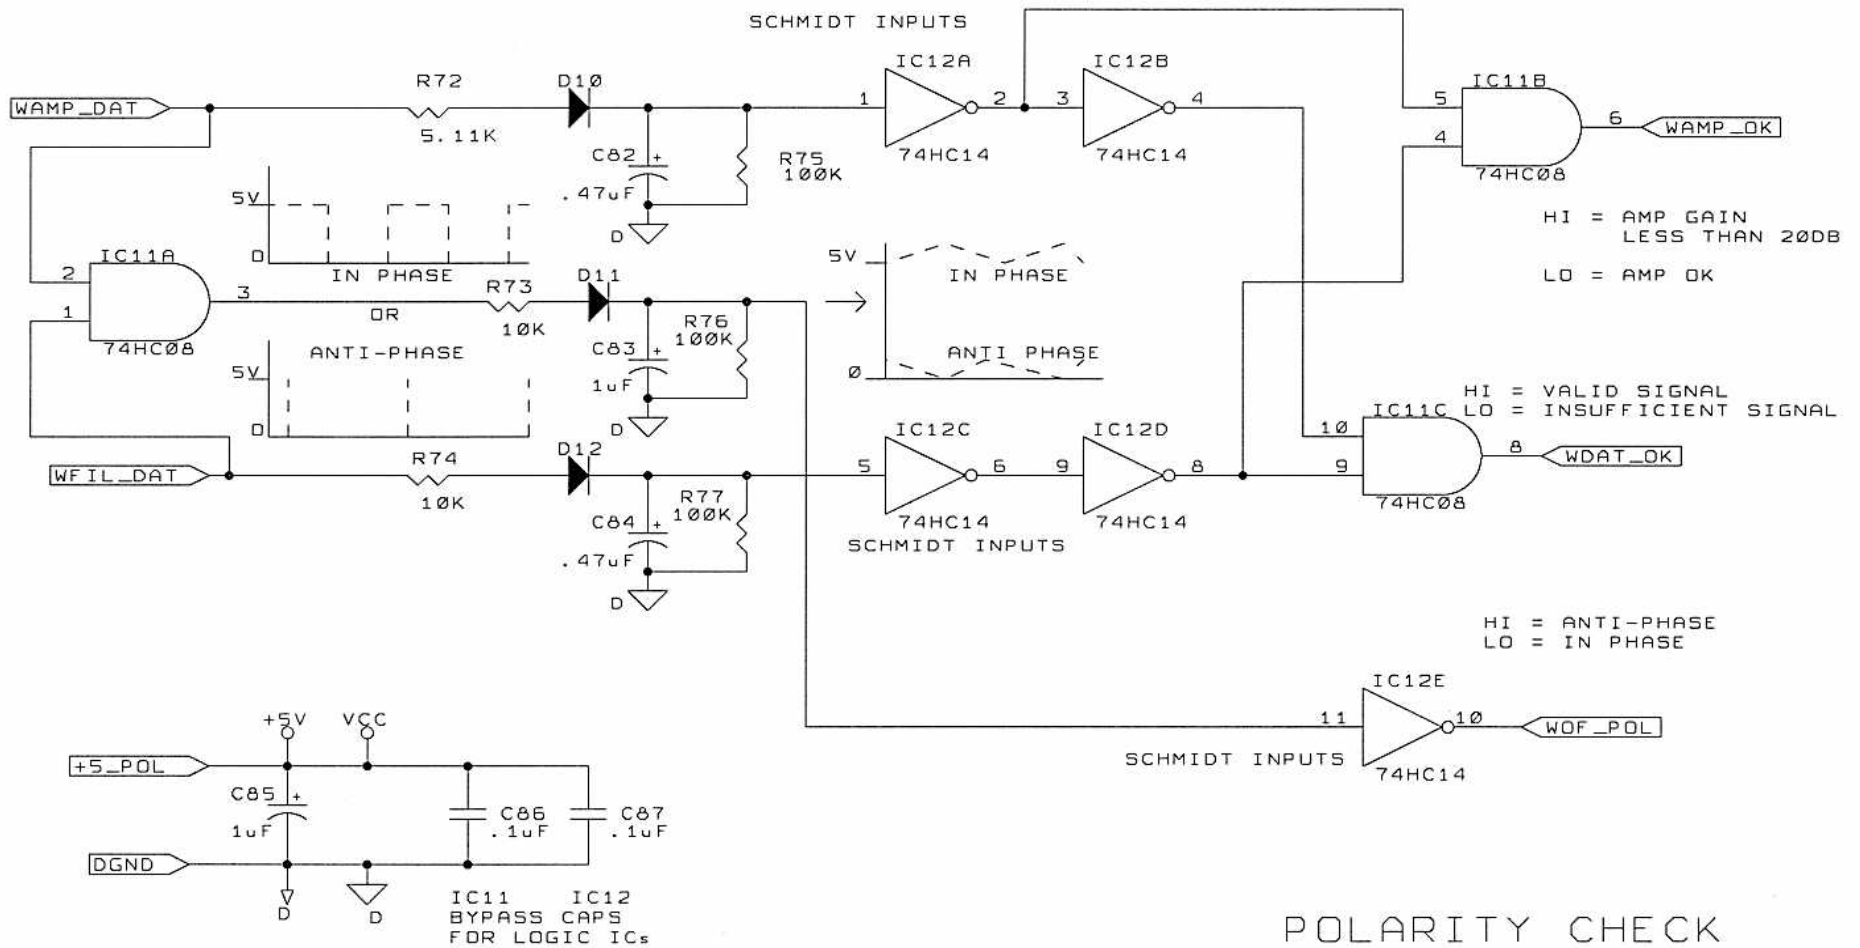 SCHMIDT INPUTS
IC12A
IC12B
IC11B
R72
D10
WAMP_DAT
1
2
3
4
5
4
6
WAMP_OK
5.11K
C82
+
R75
100K
74HC14
74HC14
74HC08
.47uF
5V
D
IN PHASE
D
HI = AMP GAIN
LESS THAN 20DB
LO = AMP OK
IC11A
2
1
3
74HC08
R73
D11
OR
10K
C83
+
1uF
R76
100K
D
5V
IN PHASE
ANTI PHASE
0
ANTI-PHASE
5V
D
HI = VALID SIGNAL
LO = INSUFFICIENT SIGNAL
IC11C
10
9
8
WDAT_OK
74HC08
WFIL_DAT
R74
10K
D12
C84
+
.47uF
R77
100K
D
IC12C
5
6
74HC14
IC12D
9
8
74HC14
SCHMIDT INPUTS
HI = ANTI-PHASE
LO = IN PHASE
IC12E
11
10
WOF_POL
SCHMIDT INPUTS
74HC14
+5V
VCC
+5_POL
C85
+
1uF
C86
.1uF
C87
.1uF
DGND
D
D
IC11 IC12
BYPASS CAPS
FOR LOGIC ICs
POLARITY CHECK